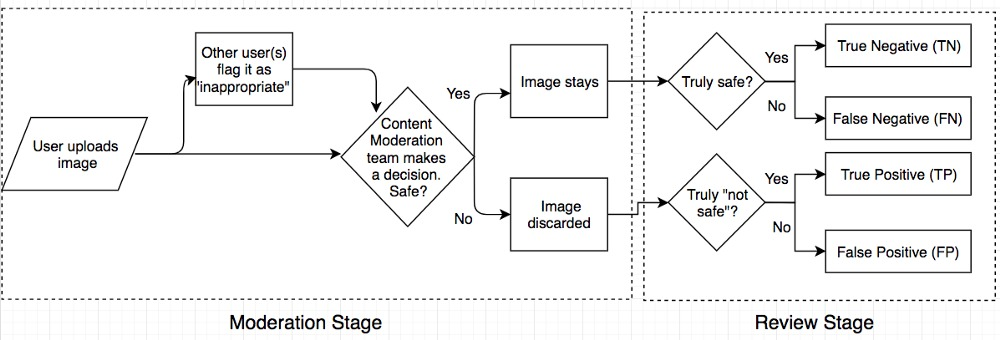 User uploads
image
Other user(s)
flag it as
"inappropriate"
Content
Moderation
team makes
a decision.
Safe?
Yes
No
Image stays
Image
discarded
Moderation Stage
Truly safe?
Yes
No
True Negative (TN)
False Negative (FN)
Truly "not
safe"?
Yes
No
True Positive (TP)
False Positive (FP)
Review Stage